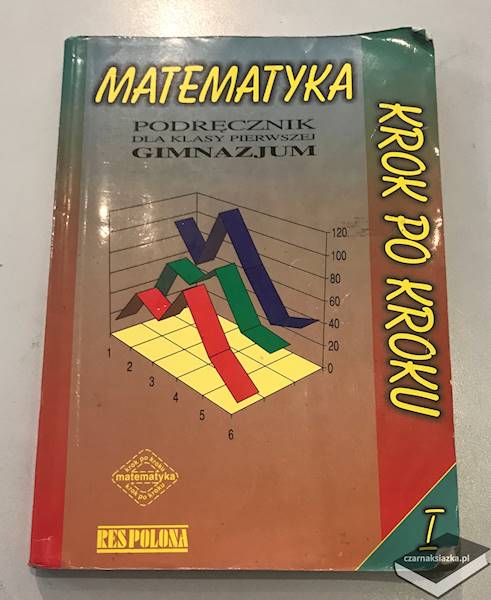 MATEMATYKA
PODRĘCZNIK
DLA KLASY PIERWSZEJ
GIMNAZJUM
KROK PO KROKU
120
100
80
60
40
20
0
1
2
3
4
5
6
krok po kroku
matematyka
krok po kroku
RES POLONA
I
czarnaksiazka.pl